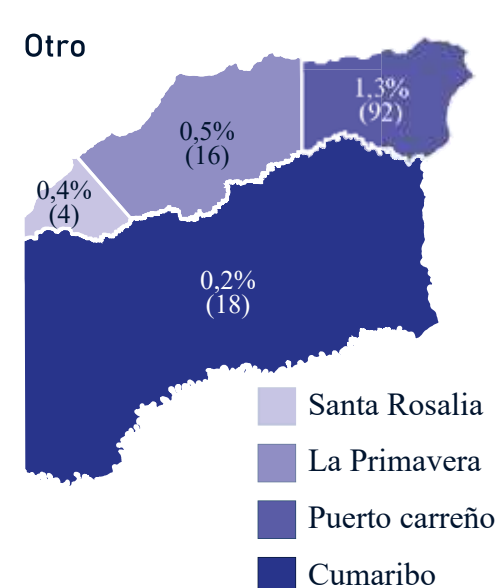 Otro
1,3%
(92)
0,5%
(16)
0,4%
(4)
0,2%
(18)
Santa Rosalia
La Primavera
Puerto carreño
Cumaribo